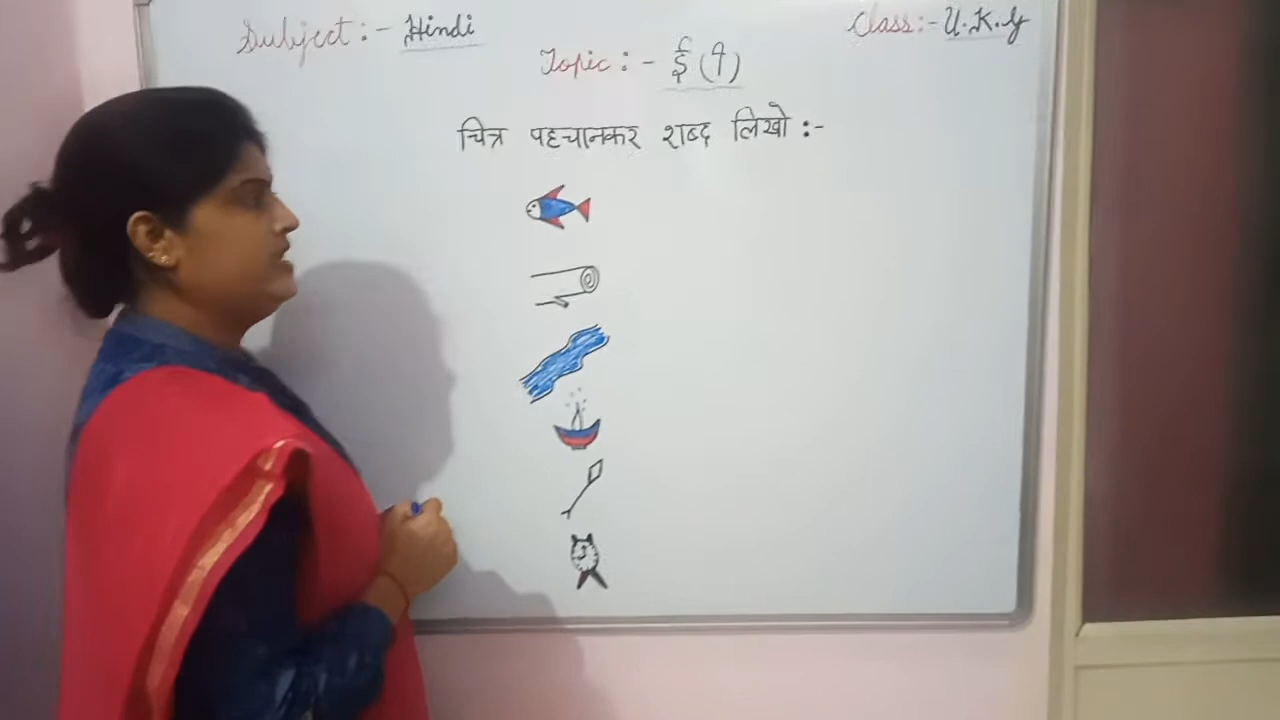 Subject :- Hindi
Class:- U.K.G
Topic :- ई (ी)
चित्र पहचानकर शब्द लिखो :-